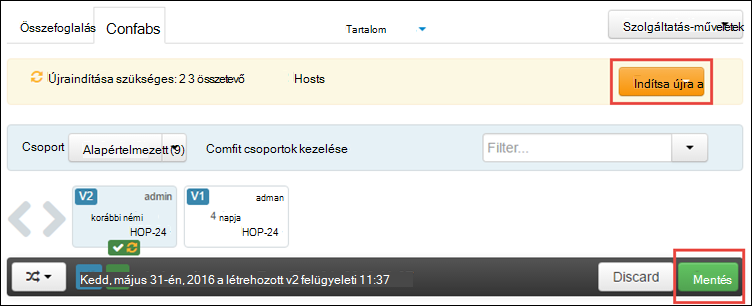 Összefoglalás Confabs Tartalom Szolgáltatás-műveletek
Újraindítása szükséges: 2 3 összetevő Hosts Indítsa újra a
Csoport Alapértelmezett (9) Comfit csoportok kezelése Filter...
V2 admin V1 adman
korábbi némi 4 napja
HOP-24 HOP-24
Kedd, május 31-én, 2016 a létrehozott v2 felügyeleti 11:37 Discard Mentés